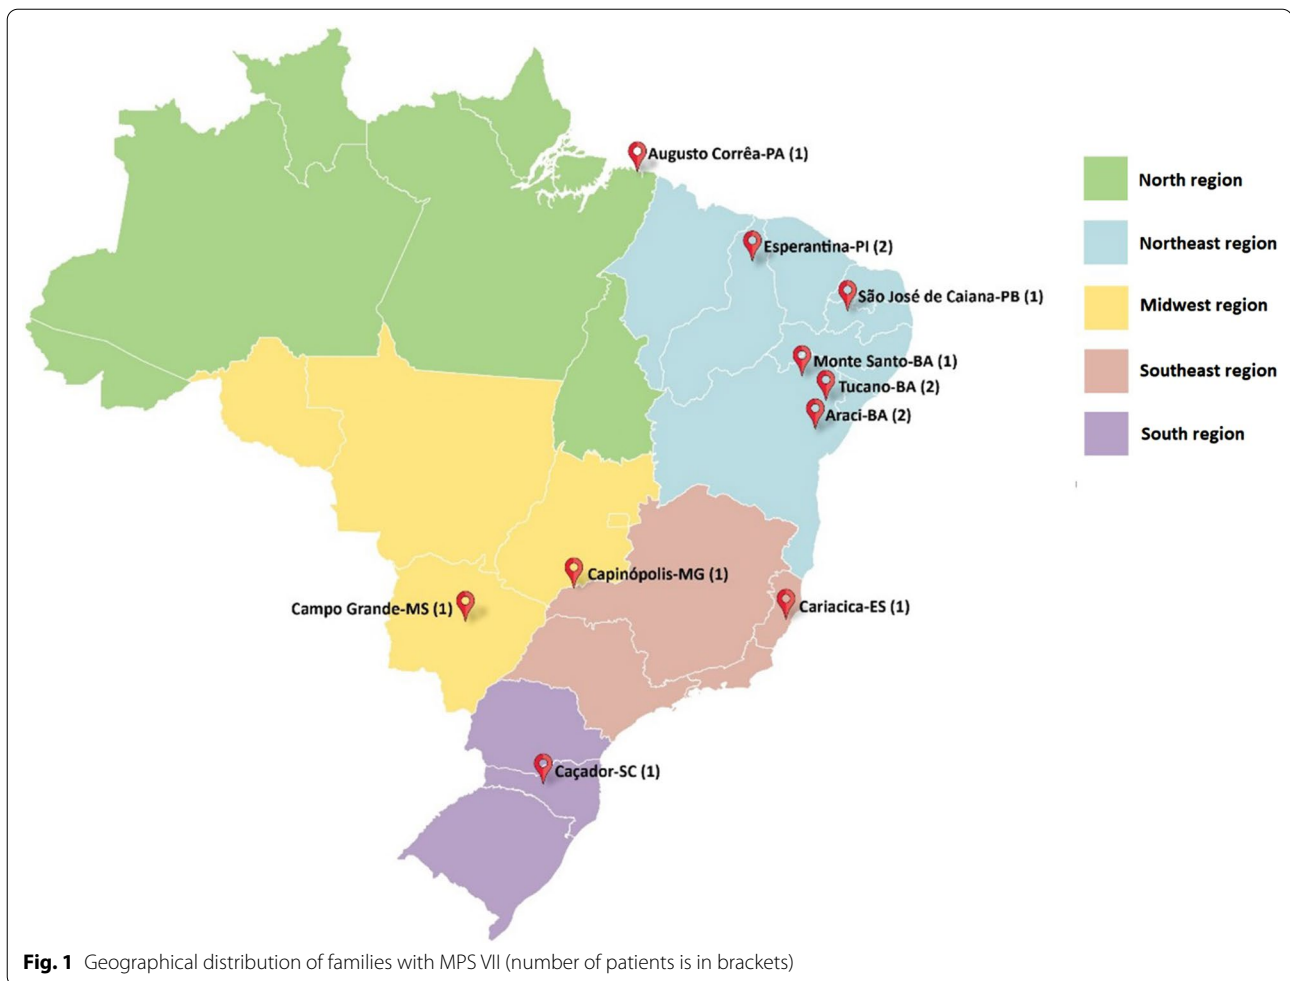 Augusto Corrêa-PA (1)
North region
Northeast region
Esperantina-PI (2)
São José de Caiana-PB (1)
Midwest region
Monte Santo-BA (1)
Southeast region
Tucano-BA (2)
Araci-BA (2)
South region
Capinópolis-MG (1)
Campo Grande-MS (1)
Cariacica-ES (1)
Caçador-SC (1)
Fig. 1 Geographical distribution of families with MPS VII (number of patients is in brackets)